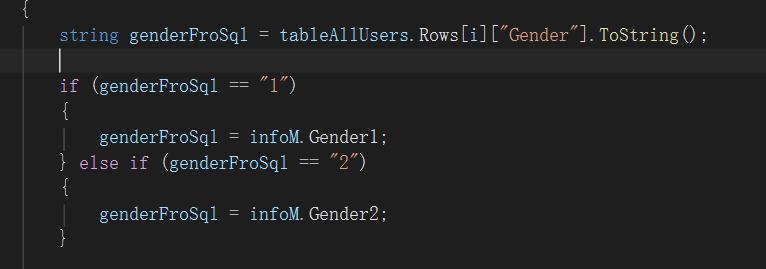 {
string genderFroSql = tableAllUsers.Rows[i]["Gender"].ToString();
if (genderFroSql == "1")
{
genderFroSql = infoM.Gender1;
} else if (genderFroSql == "2")
{
genderFroSql = infoM.Gender2;
}